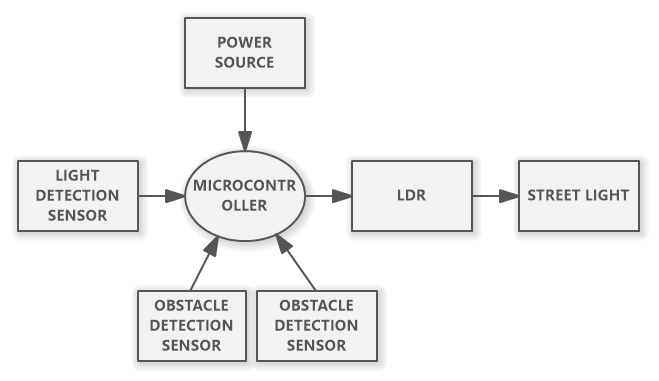 POWER
SOURCE
LIGHT
DETECTION
SENSOR
MICROCONTR
OLLER
LDR
STREET LIGHT
OBSTACLE
DETECTION
SENSOR
OBSTACLE
DETECTION
SENSOR